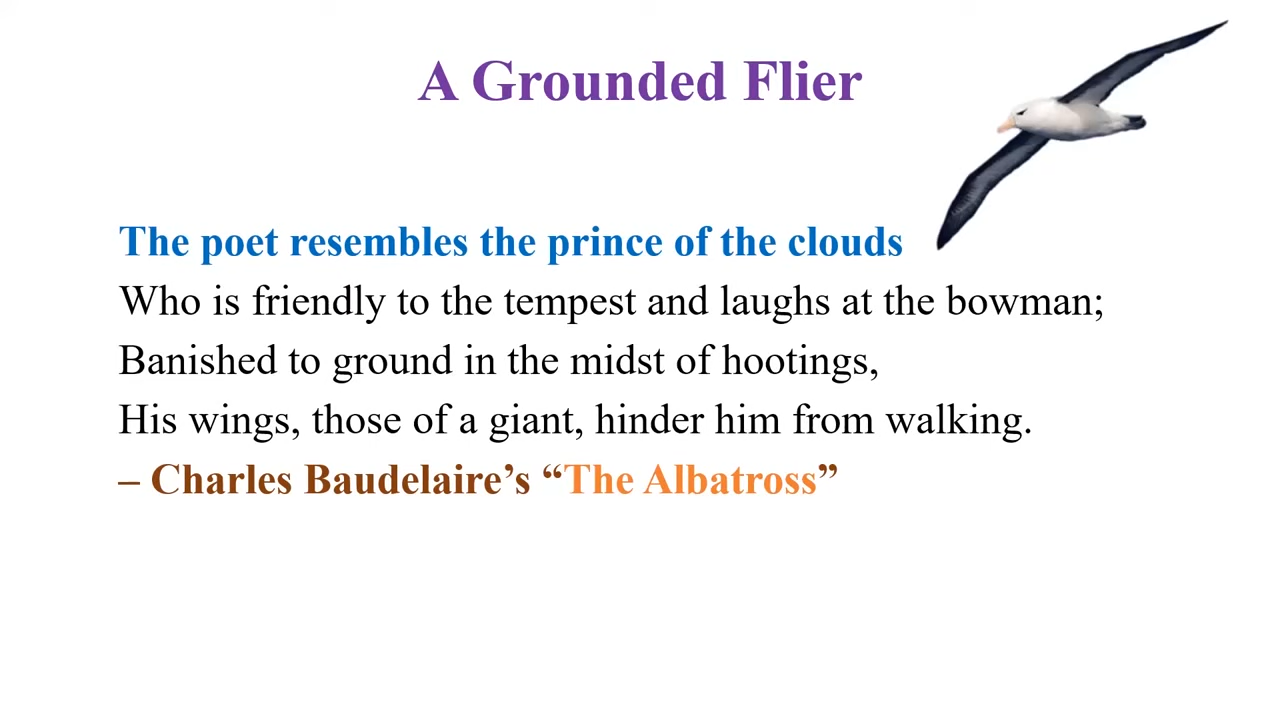 A Grounded Flier
The poet resembles the prince of the clouds
Who is friendly to the tempest and laughs at the bowman;
Banished to ground in the midst of hootings,
His wings, those of a giant, hinder him from walking.
– Charles Baudelaire’s “The Albatross”